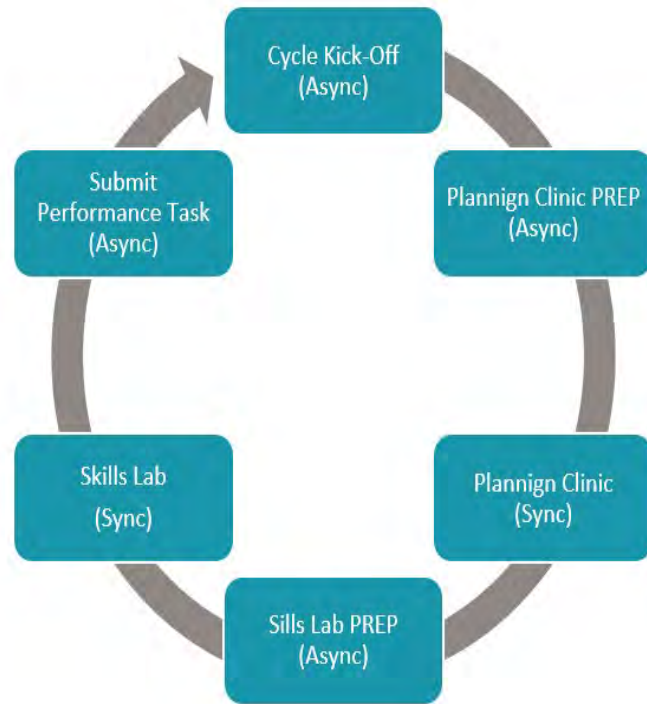 Cycle Kick-Off
(Async)
Plannign Clinic PREP
(Async)
Plannign Clinic
(Sync)
Sills Lab PREP
(Async)
Skills Lab
(Sync)
Submit
Performance Task
(Async)